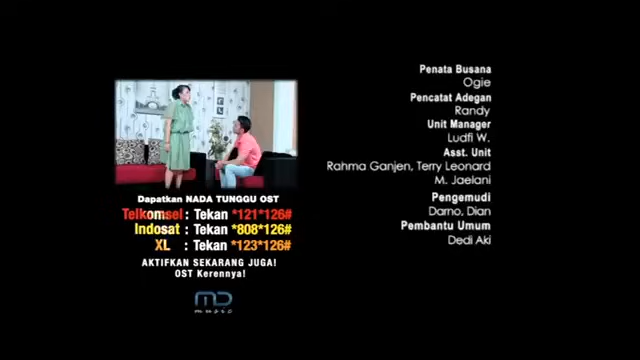 Penata Busana
Ogie
Pencatat Adegan
Randy
Unit Manager
Ludfi W.
Asst. Unit
Rahma Ganjen, Terry Leonard
M. Jaelani
Pengemudi
Darno, Dian
Pembantu Umum
Dedi Aki
Dapatkan NADA TUNGGU OST
Telkomsel : Tekan *121*126#
Indosat : Tekan *808*126#
XL : Tekan *123*126#
AKTIFKAN SEKARANG JUGA!
OST Kerennya!
MD
music